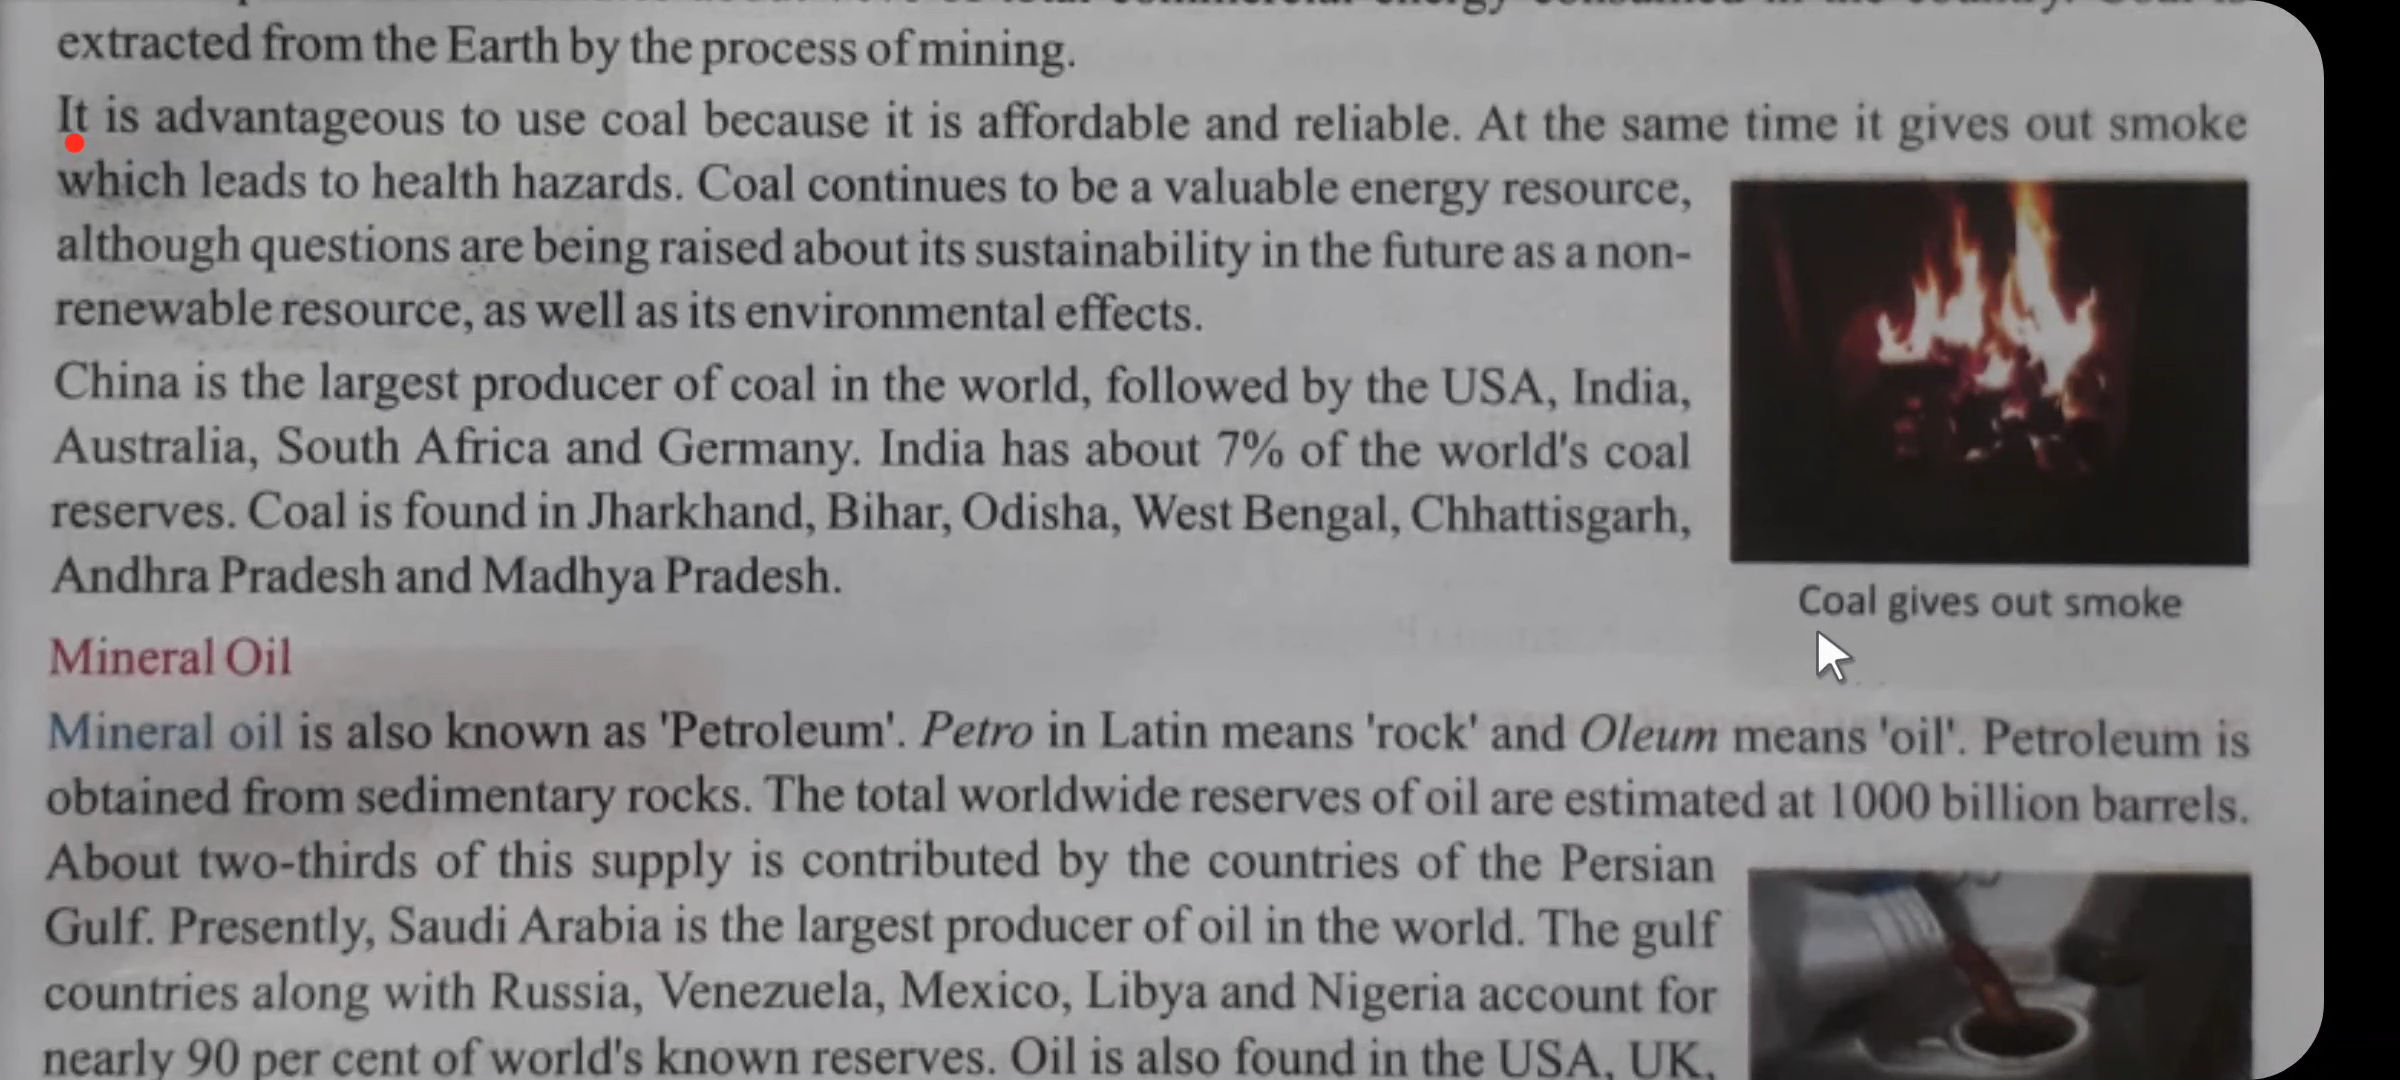 extracted from the Earth by the process of mining.
It is advantageous to use coal because it is affordable and reliable. At the same time it gives out smoke
which leads to health hazards. Coal continues to be a valuable energy resource,
although questions are being raised about its sustainability in the future as a non-
renewable resource, as well as its environmental effects.
China is the largest producer of coal in the world, followed by the USA, India,
Australia, South Africa and Germany. India has about 7% of the world's coal
reserves. Coal is found in Jharkhand, Bihar, Odisha, West Bengal, Chhattisgarh,
Andhra Pradesh and Madhya Pradesh.
Coal gives out smoke
Mineral Oil
Mineral oil is also known as 'Petroleum'. Petro in Latin means 'rock' and Oleum means 'oil'. Petroleum is
obtained from sedimentary rocks. The total worldwide reserves of oil are estimated at 1000 billion barrels.
About two-thirds of this supply is contributed by the countries of the Persian
Gulf. Presently, Saudi Arabia is the largest producer of oil in the world. The gulf
countries along with Russia, Venezuela, Mexico, Libya and Nigeria account for
nearly 90 per cent of world's known reserves. Oil is also found in the USA, UK,